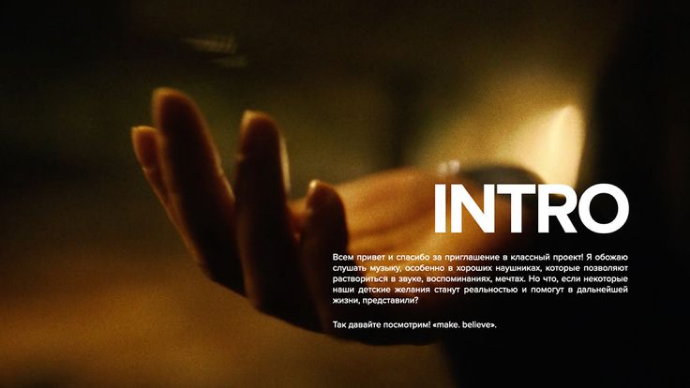 INTRO
Всем привет и спасибо за приглашение в классный проект! Я обожаю
слушать музыку, особенно в хороших наушниках, которые позволяют
раствориться в звуке, воспоминаниях, мечтах. Но что, если некоторые
наши детские желания станут реальностью и помогут в дальнейшей
жизни, представили?
Так давайте посмотрим! «make. believe».